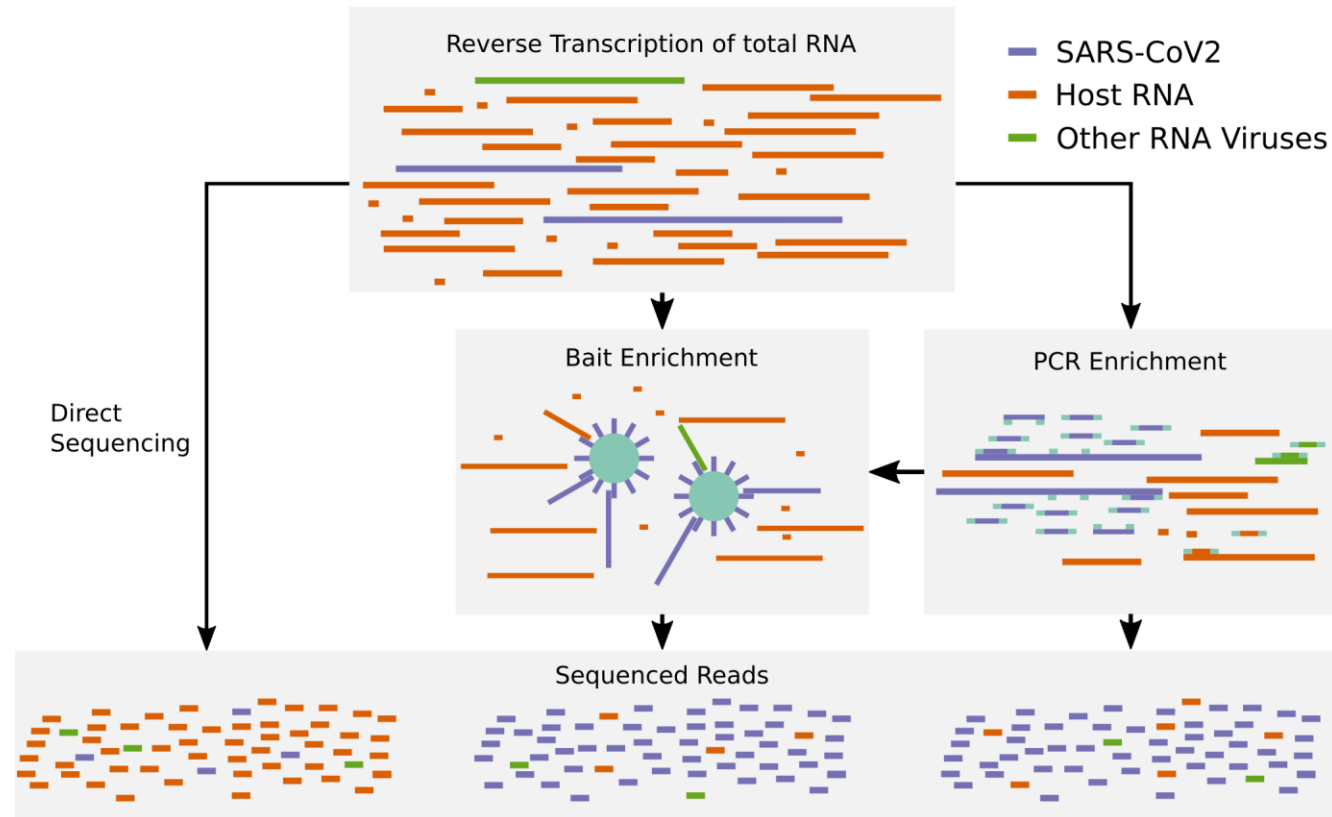 Reverse Transcription of total RNA
SARS-CoV2
Host RNA
Other RNA Viruses
Direct
Sequencing
Bait Enrichment
PCR Enrichment
Sequenced Reads